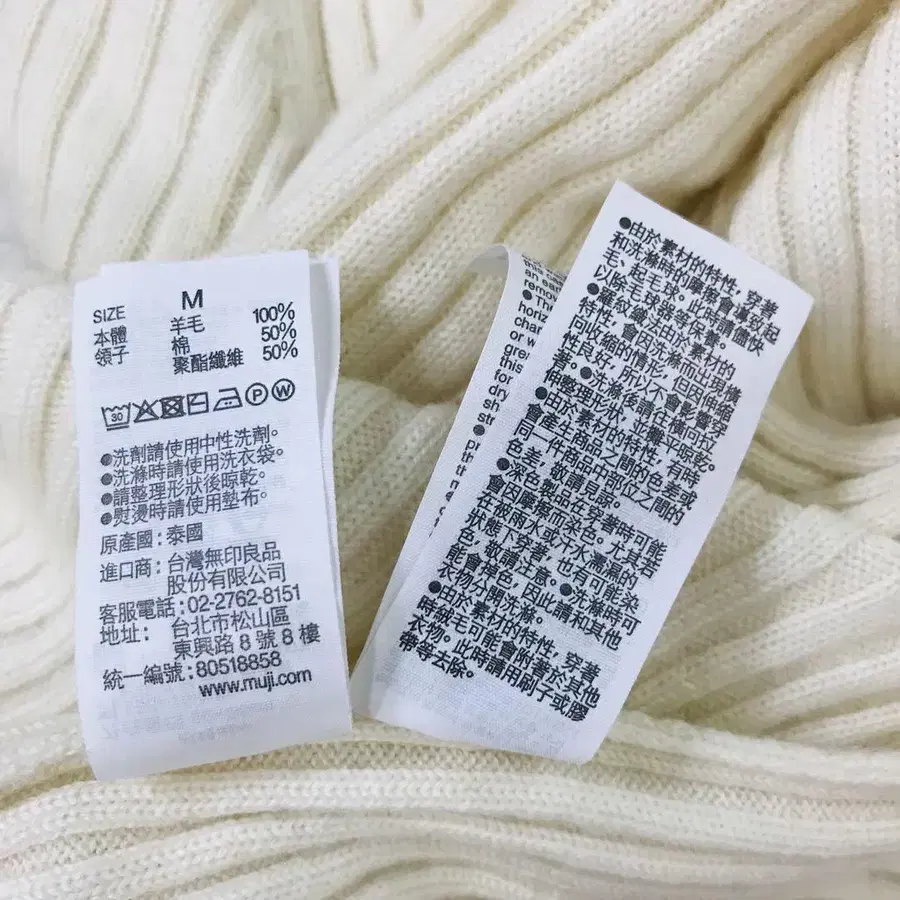 SIZE M
本體 羊毛 100%
領子 棉 50%
聚酯纖維 50%
30
P W
●洗劑請使用中性洗劑。
●洗滌時請使用洗衣袋。
●請整理形狀後晾乾。
●熨燙時請使用墊布。
原產國:泰國
進口商:台灣無印良品
股份有限公司
客服電話:02-2762-8151
地址:台北市松山區
東興路8號8樓
統一編號:80518858
www.muji.com
●由於素材的特性,穿著
和洗滌時的摩擦會導致起
毛、起毛球。此時請儘快
以除毛球器等保養。
●羅紋織法由於素材的
特性,會因洗滌而出現橫
向收縮的情形,但因伸縮
性良好,所以不會影響穿
著。●洗滌後請在橫向拉
伸整理形狀,並攤平晾乾。
●由於素材的特性,有時
會產生商品之間的色差或
同一件商品中部位之間的
色差,敬請見諒。
●深色製品在穿著時可能
會因摩擦而染色。尤其若
在被雨水或汗水濡濕的
狀態下穿著,也有可能染
色,敬請注意。●洗滌時可
能會褪色,因此請和其他
衣物分開洗滌。
●由於素材的特性,穿著
時絨毛可能會附著於其他
衣物。此時請用刷子或膠
帶等去除。